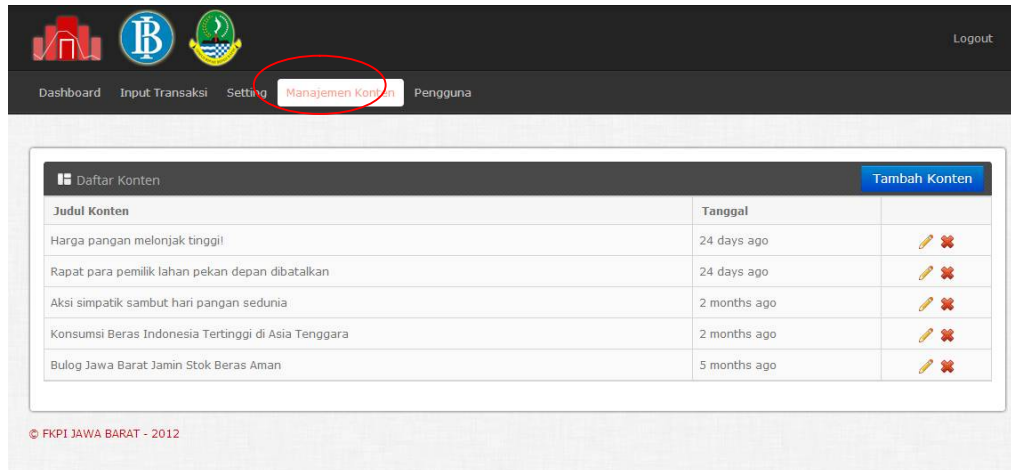 Logout
Dashboard Input Transaksi Setting Manajemen Konten Pengguna
Daftar Konten Tambah Konten
Judul Konten Tanggal
Harga pangan melonjak tinggi! 24 days ago
Rapat para pemilik lahan pekan depan dibatalkan 24 days ago
Aksi simpatik sambut hari pangan sedunia 2 months ago
Konsumsi Beras Indonesia Tertinggi di Asia Tenggara 2 months ago
Bulog Jawa Barat Jamin Stok Beras Aman 5 months ago
© FKPI JAWA BARAT - 2012